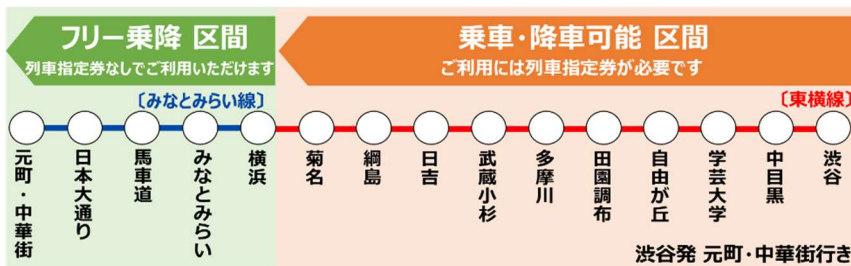 フリー乗降 区間
列車指定券なしでご利用いただけます
乗車・降車可能 区間
ご利用には列車指定券が必要です
〔みなとみらい線〕
〔東横線〕
元町・中華街
日本大通り
馬車道
みなとみらい
横浜
菊名
綱島
日吉
武蔵小杉
多摩川
田園調布
自由が丘
学芸大学
中目黒
渋谷
渋谷発 元町・中華街行き